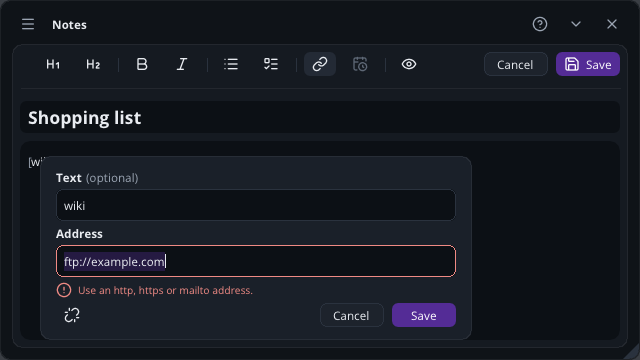 Notes
H1 H2 B I Cancel Save
Shopping list
[wi
Text (optional)
wiki
Address
ftp://example.com
Use an http, https or mailto address.
Cancel Save